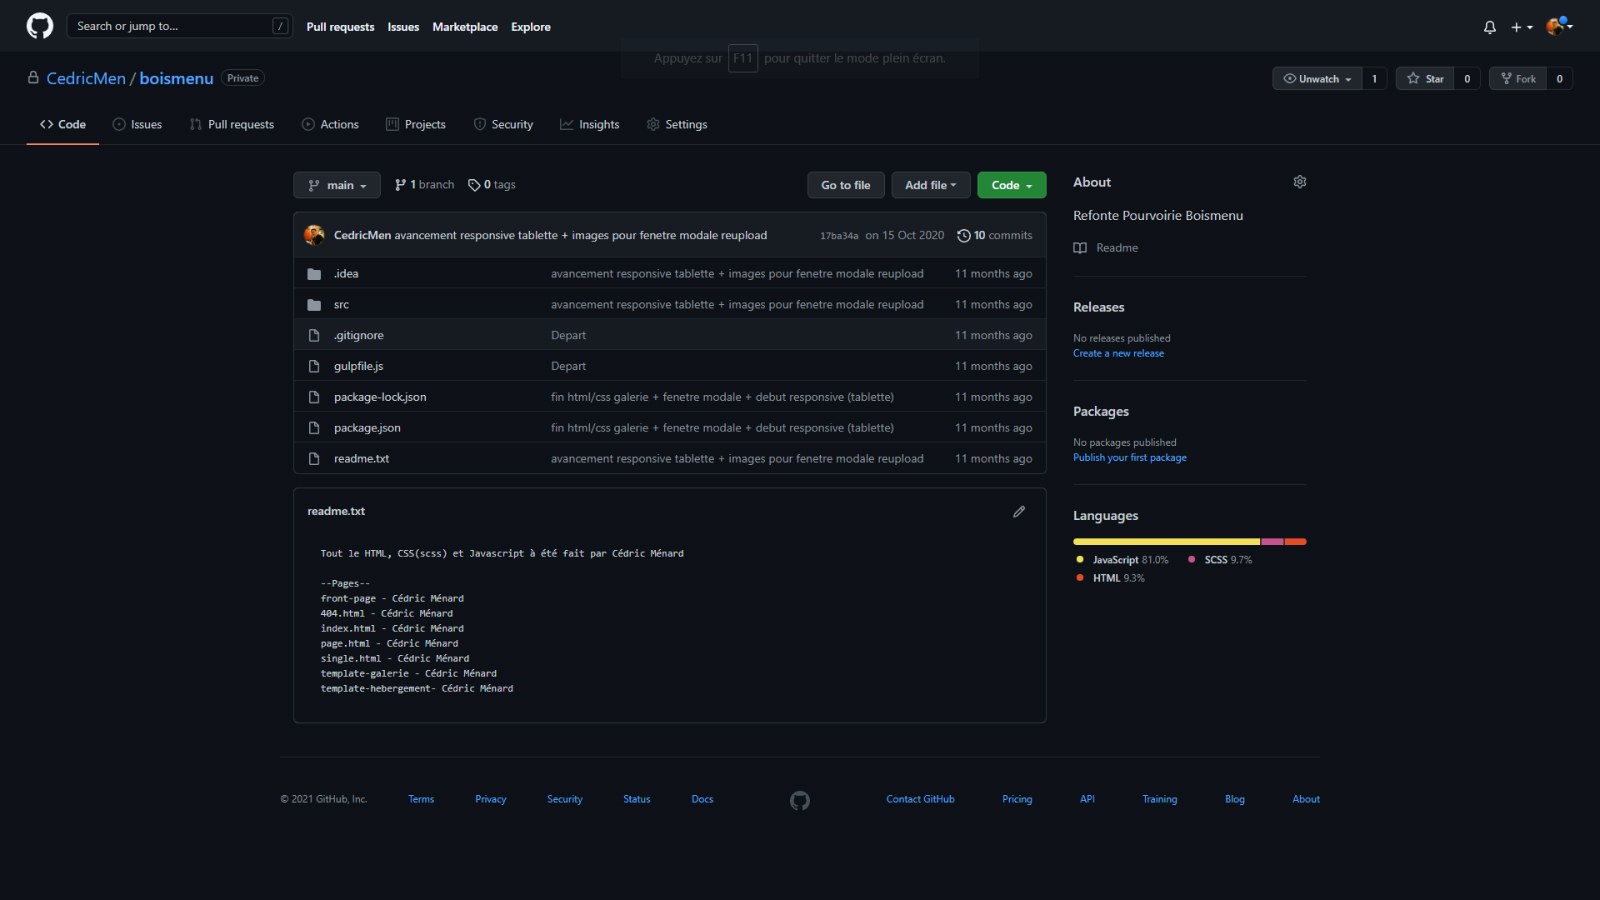 Search or jump to... /
Pull requests Issues Marketplace Explore
Appuyez sur F11 pour quitter le mode plein écran.
CedricMen / boismenu Private
Unwatch 1 Star 0 Fork 0
Code Issues Pull requests Actions Projects Security Insights Settings
main 1 branch 0 tags Go to file Add file Code
CedricMen avancement responsive tablette + images pour fenetre modale reupload 17ba34a on 15 Oct 2020 10 commits
.idea avancement responsive tablette + images pour fenetre modale reupload 11 months ago
src avancement responsive tablette + images pour fenetre modale reupload 11 months ago
.gitignore Depart 11 months ago
gulpfile.js Depart 11 months ago
package-lock.json fin html/css galerie + fenetre modale + debut responsive (tablette) 11 months ago
package.json fin html/css galerie + fenetre modale + debut responsive (tablette) 11 months ago
readme.txt avancement responsive tablette + images pour fenetre modale reupload 11 months ago
readme.txt
Tout le HTML, CSS(scss) et Javascript à été fait par Cédric Ménard
--Pages--
front-page - Cédric Ménard
404.html - Cédric Ménard
index.html - Cédric Ménard
page.html - Cédric Ménard
single.html - Cédric Ménard
template-galerie - Cédric Ménard
template-hebergement- Cédric Ménard
About
Refonte Pourvoirie Boismenu
Readme
Releases
No releases published
Create a new release
Packages
No packages published
Publish your first package
Languages
JavaScript 81.0% SCSS 9.7%
HTML 9.3%
© 2021 GitHub, Inc. Terms Privacy Security Status Docs Contact GitHub Pricing API Training Blog About